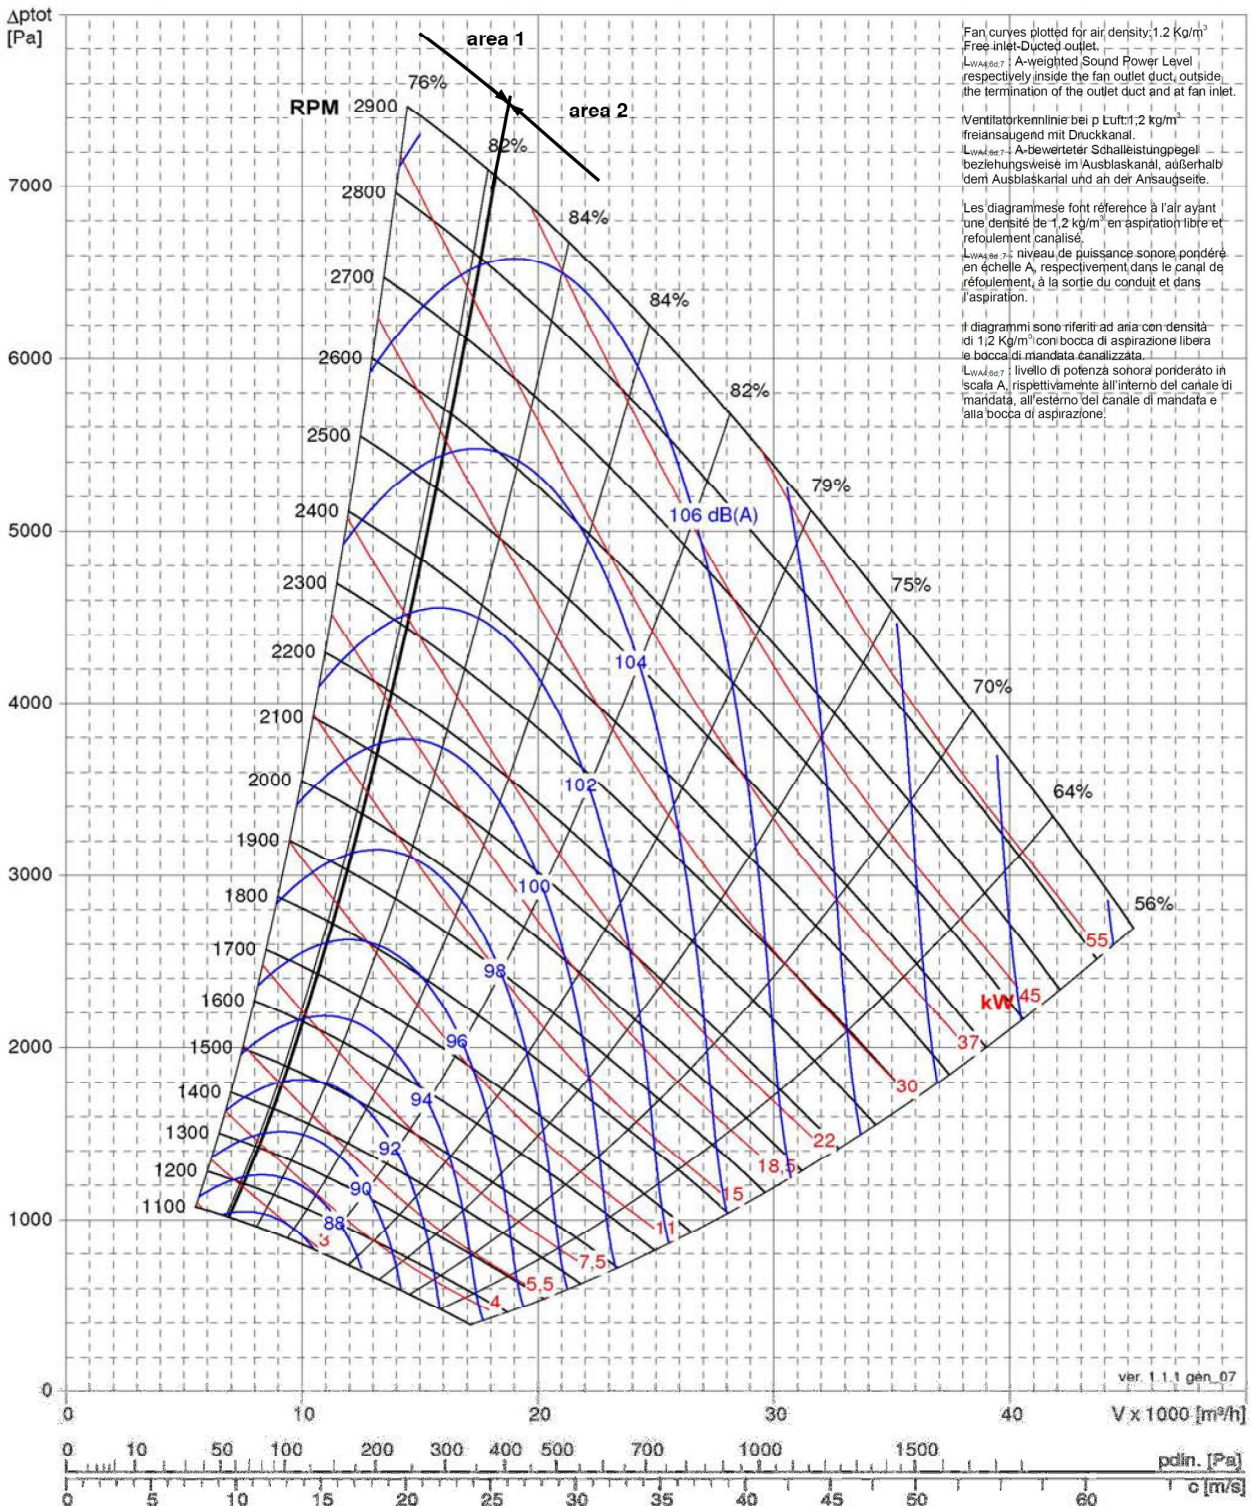 Δptot
[Pa]
area 1
area 2
76%
RPM 2900
82%
84%
84%
82%
79%
75%
70%
64%
56%
Fan curves plotted for air density:1.2 Kg/m³
Free inlet-Ducted outlet.
LWA4;6d;7 : A-weighted Sound Power Level
respectively inside the fan outlet duct, outside
the termination of the outlet duct and at fan inlet.
Ventilatorkennlinie bei ρ Luft:1,2 kg/m³
freiansaugend mit Druckkanal.
LWA4;6d;7 : A-bewerteter Schalleistungpegel
beziehungsweise im Ausblaskanal, außerhalb
dem Ausblaskanal und an der Ansaugseite.
Les diagrammese font réference à l'air ayant
une densité de 1,2 kg/m³ en aspiration libre et
refoulement canalisé.
LWA4;6d;7 : niveau de puissance sonore pondéré
en échelle A, respectivement dans le canal de
réfoulement, à la sortie du conduit et dans
l'aspiration.
I diagrammi sono riferiti ad aria con densità
di 1,2 Kg/m³ con bocca di aspirazione libera
e bocca di mandata canalizzata.
LWA4;6d;7 : livello di potenza sonora ponderato in
scala A, rispettivamente all'interno del canale di
mandata, all'esterno del canale di mandata e
alla bocca di aspirazione.
7000
6000
5000
4000
3000
2000
1000
0
2800
2700
2600
2500
2400
2300
2200
2100
2000
1900
1800
1700
1600
1500
1400
1300
1200
1100
106 dB(A)
104
102
100
98
96
94
92
90
88
55
kW 45
37
30
22
18,5
15
11
7,5
5,5
4
3
ver. 1.1.1 gen_07
0 10 20 30 40 V x 1000 [m³/h]
0 10 50 100 200 300 400 500 700 1000 1500 pdin. [Pa]
0 5 10 15 20 25 30 35 40 45 50 60 c [m/s]